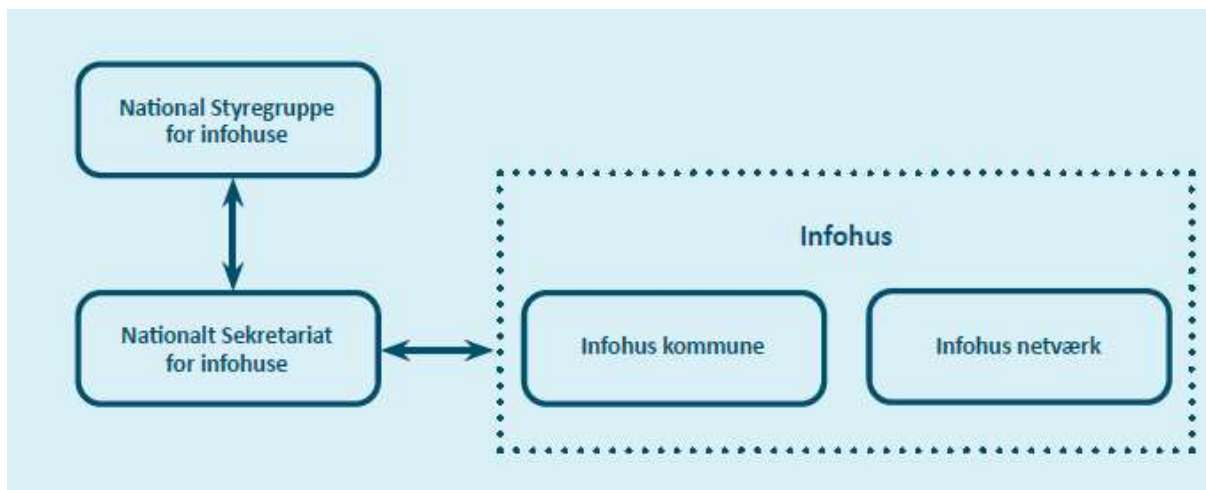 National Styregruppe
for infohuse
Infohus
Nationalt Sekretariat
for infohuse
Infohus kommune
Infohus netværk